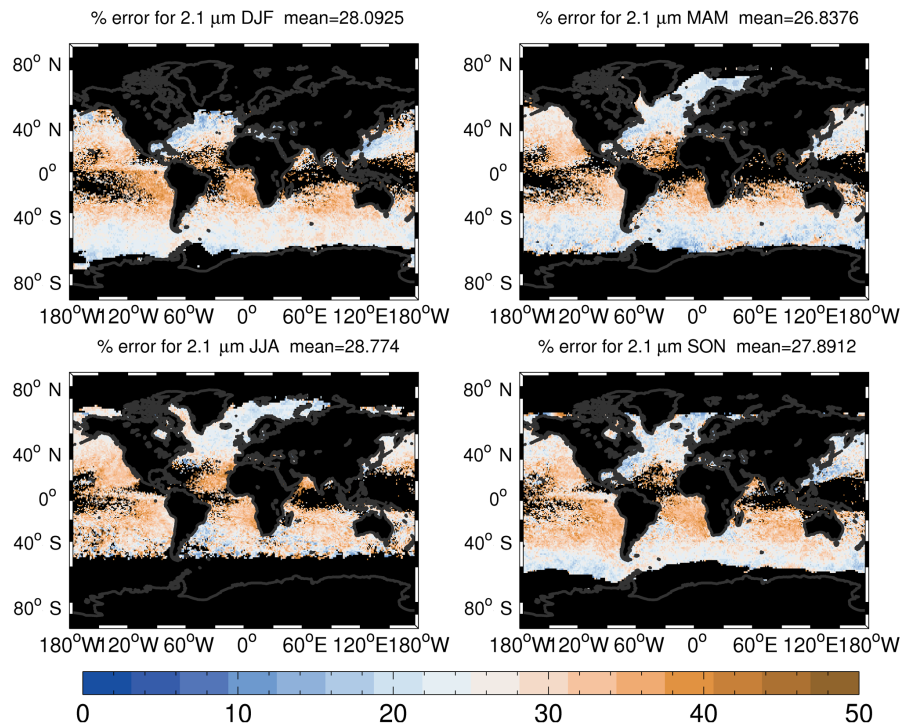 % error for 2.1 μm DJF mean=28.0925
% error for 2.1 μm MAM mean=26.8376
80° N
40° N
0°
40° S
80° S
180°W120°W 60°W 0° 60°E 120°E180°W
80° N
40° N
0°
40° S
80° S
180°W120°W 60°W 0° 60°E 120°E180°W
% error for 2.1 μm JJA mean=28.774
% error for 2.1 μm SON mean=27.8912
80° N
40° N
0°
40° S
80° S
180°W120°W 60°W 0° 60°E 120°E180°W
80° N
40° N
0°
40° S
80° S
180°W120°W 60°W 0° 60°E 120°E180°W
0 10 20 30 40 50